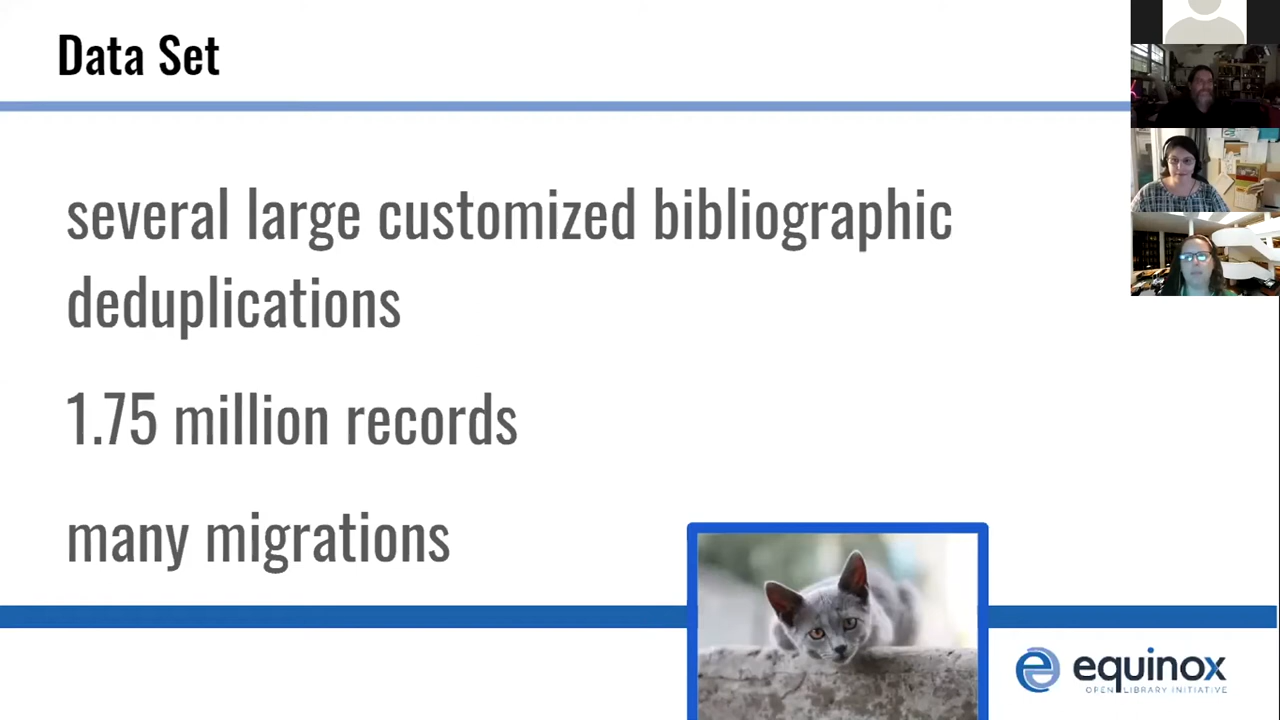 Data Set
several large customized bibliographic
deduplications
1.75 million records
many migrations
equinox
OPEN LIBRARY INITIATIVE